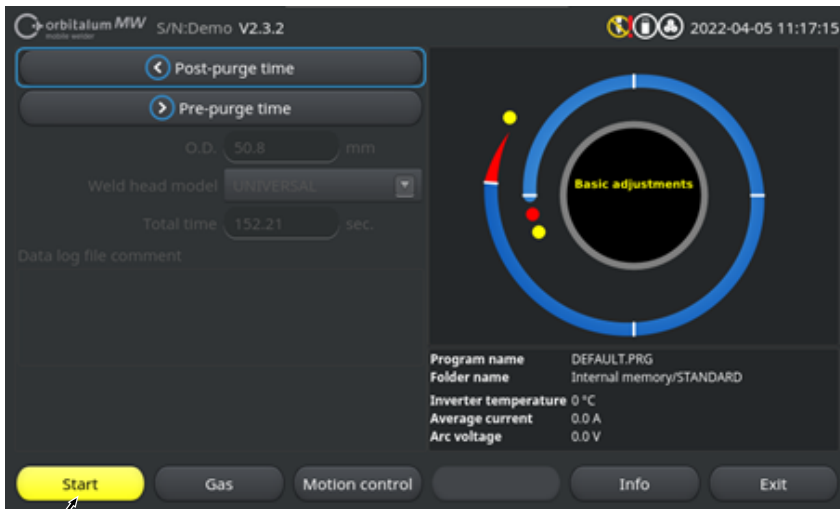 orbitalum MW S/N:Demo V2.3.2 2022-04-05 11:17:15
mobile welder
Post-purge time
Pre-purge time
O.D. 50.8 mm
Weld head model UNIVERSAL
Total time 152.21 sec.
Data log file comment
Basic adjustments
Program name DEFAULT.PRG
Folder name Internal memory/STANDARD
Inverter temperature 0 °C
Average current 0.0 A
Arc voltage 0.0 V
Start Gas Motion control Info Exit